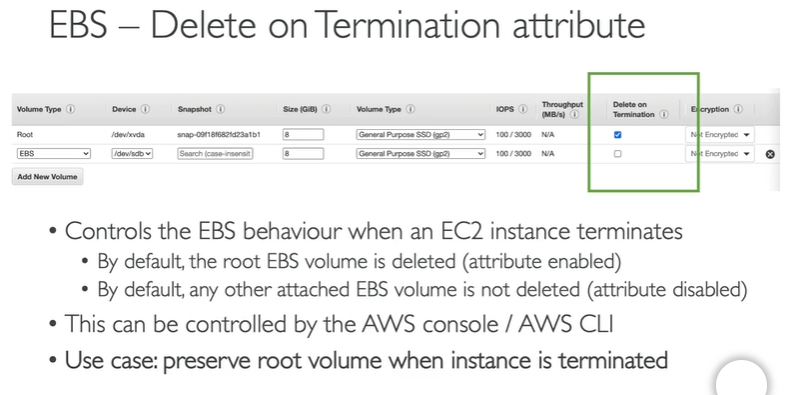 EBS – Delete on Termination attribute
Volume Type Device Snapshot Size (GiB) Volume Type IOPS Throughput (MB/s) Delete on Termination Encryption
Root /dev/xvda snap-09f18f682fd23a1b1 8 General Purpose SSD (gp2) 100 / 3000 N/A Not Encrypted
EBS /dev/sdb Search (case-insensit 8 General Purpose SSD (gp2) 100 / 3000 N/A Not Encrypted
Add New Volume
• Controls the EBS behaviour when an EC2 instance terminates
• By default, the root EBS volume is deleted (attribute enabled)
• By default, any other attached EBS volume is not deleted (attribute disabled)
• This can be controlled by the AWS console / AWS CLI
• Use case: preserve root volume when instance is terminated